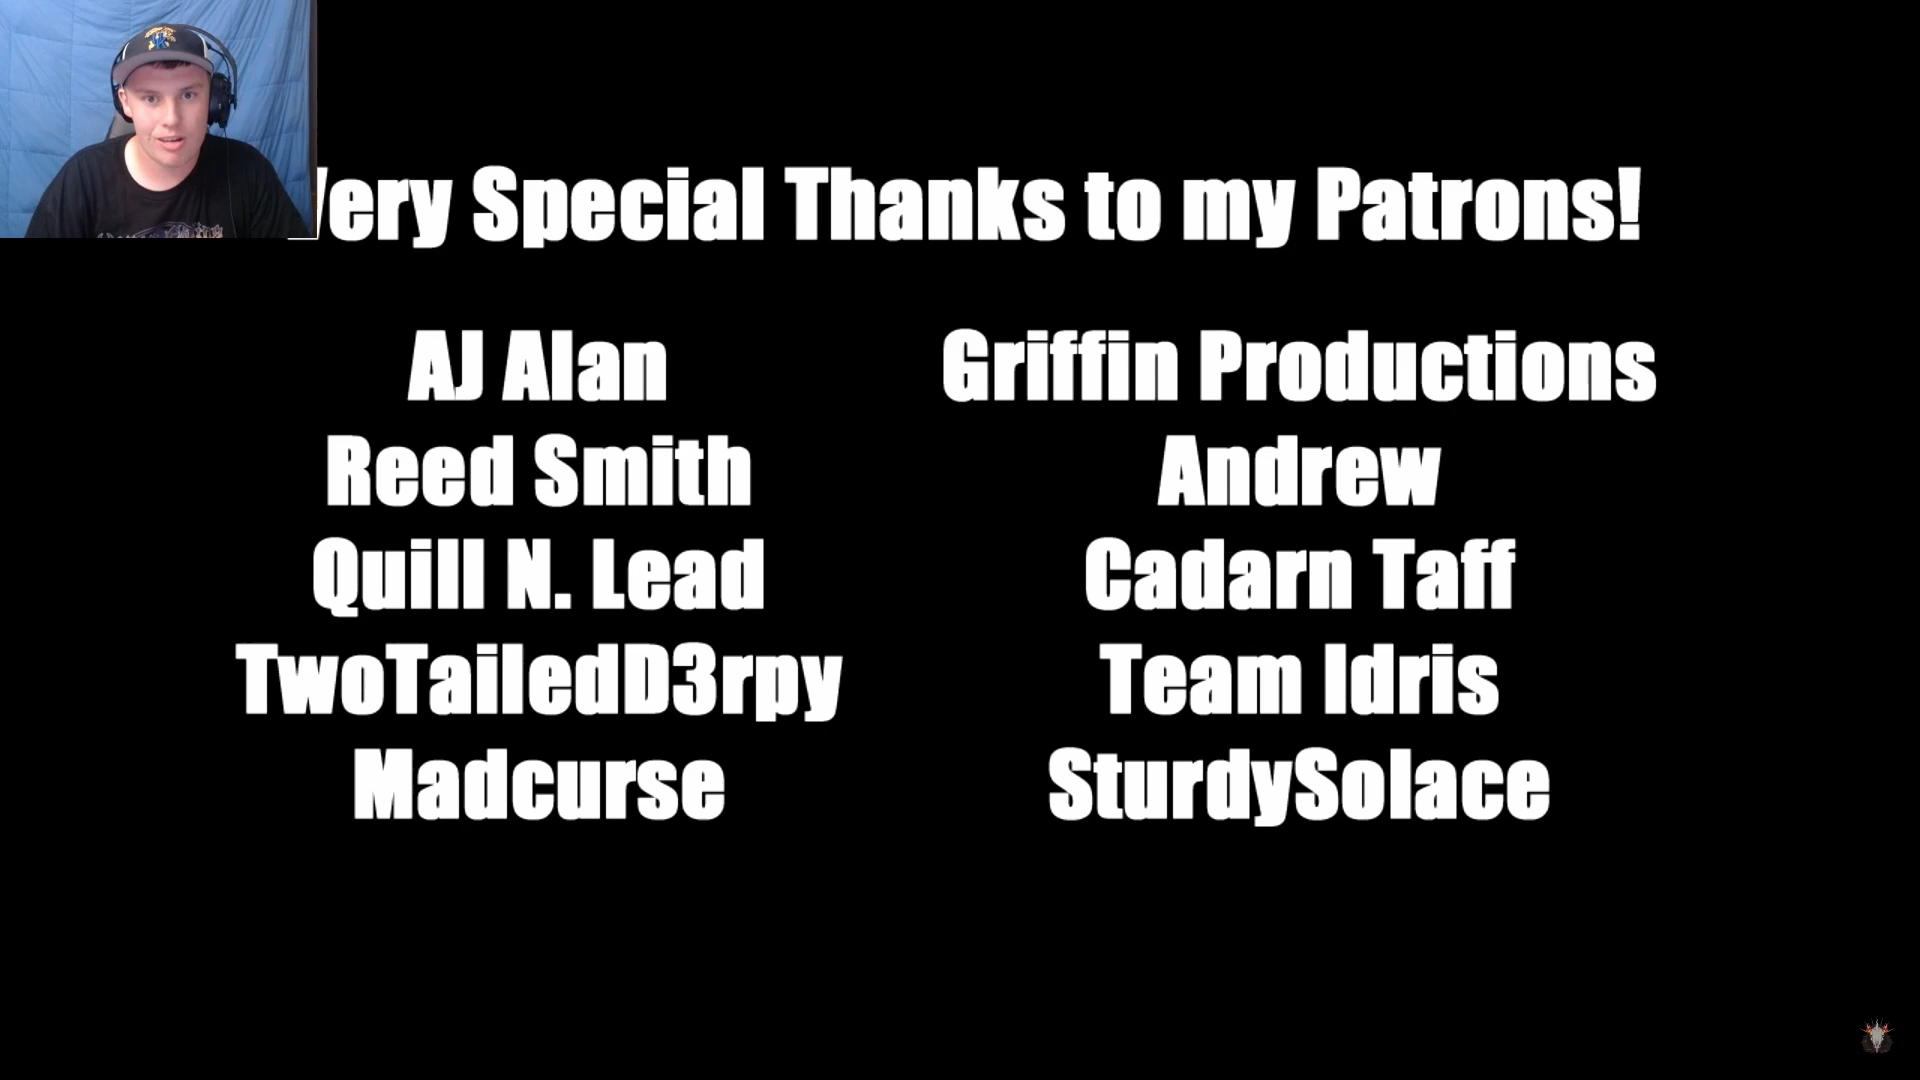 Very Special Thanks to my Patrons!
AJ Alan
Reed Smith
Quill N. Lead
TwoTailedD3rpy
Madcurse
Griffin Productions
Andrew
Cadarn Taff
Team Idris
SturdySolace